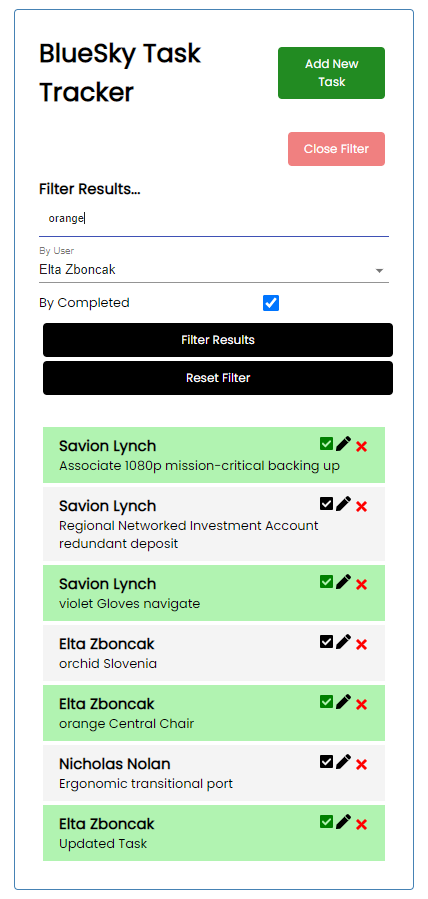 BlueSky Task
Tracker
Add New
Task
Close Filter
Filter Results...
orange
By User
Elta Zboncak
By Completed
Filter Results
Reset Filter
Savion Lynch
Associate 1080p mission-critical backing up
Savion Lynch
Regional Networked Investment Account
redundant deposit
Savion Lynch
violet Gloves navigate
Elta Zboncak
orchid Slovenia
Elta Zboncak
orange Central Chair
Nicholas Nolan
Ergonomic transitional port
Elta Zboncak
Updated Task